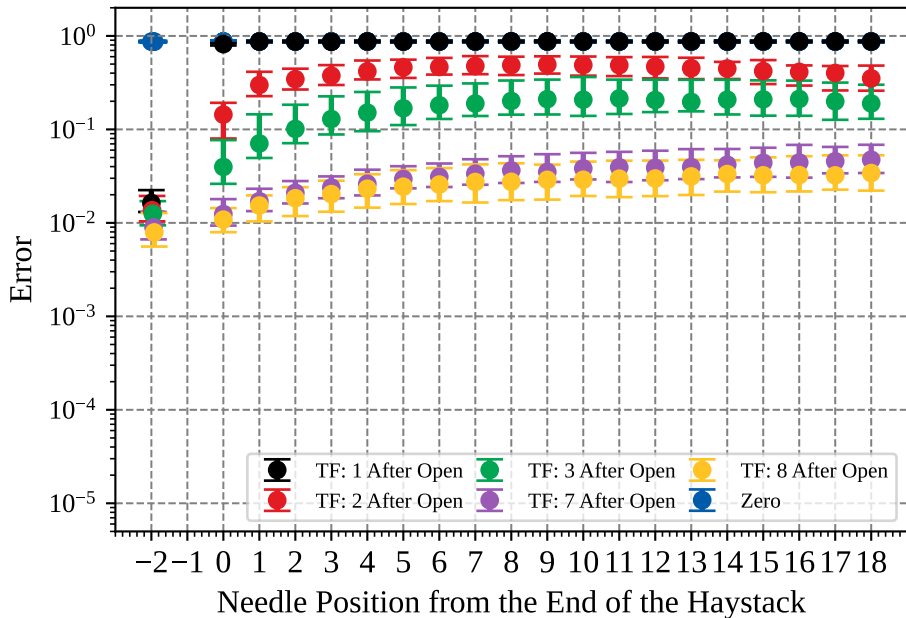 10⁰
10⁻¹
10⁻²
10⁻³
10⁻⁴
10⁻⁵
Error
TF: 1 After Open TF: 3 After Open TF: 8 After Open
TF: 2 After Open TF: 7 After Open Zero
−2 −1 0 1 2 3 4 5 6 7 8 9 10 11 12 13 14 15 16 17 18
Needle Position from the End of the Haystack